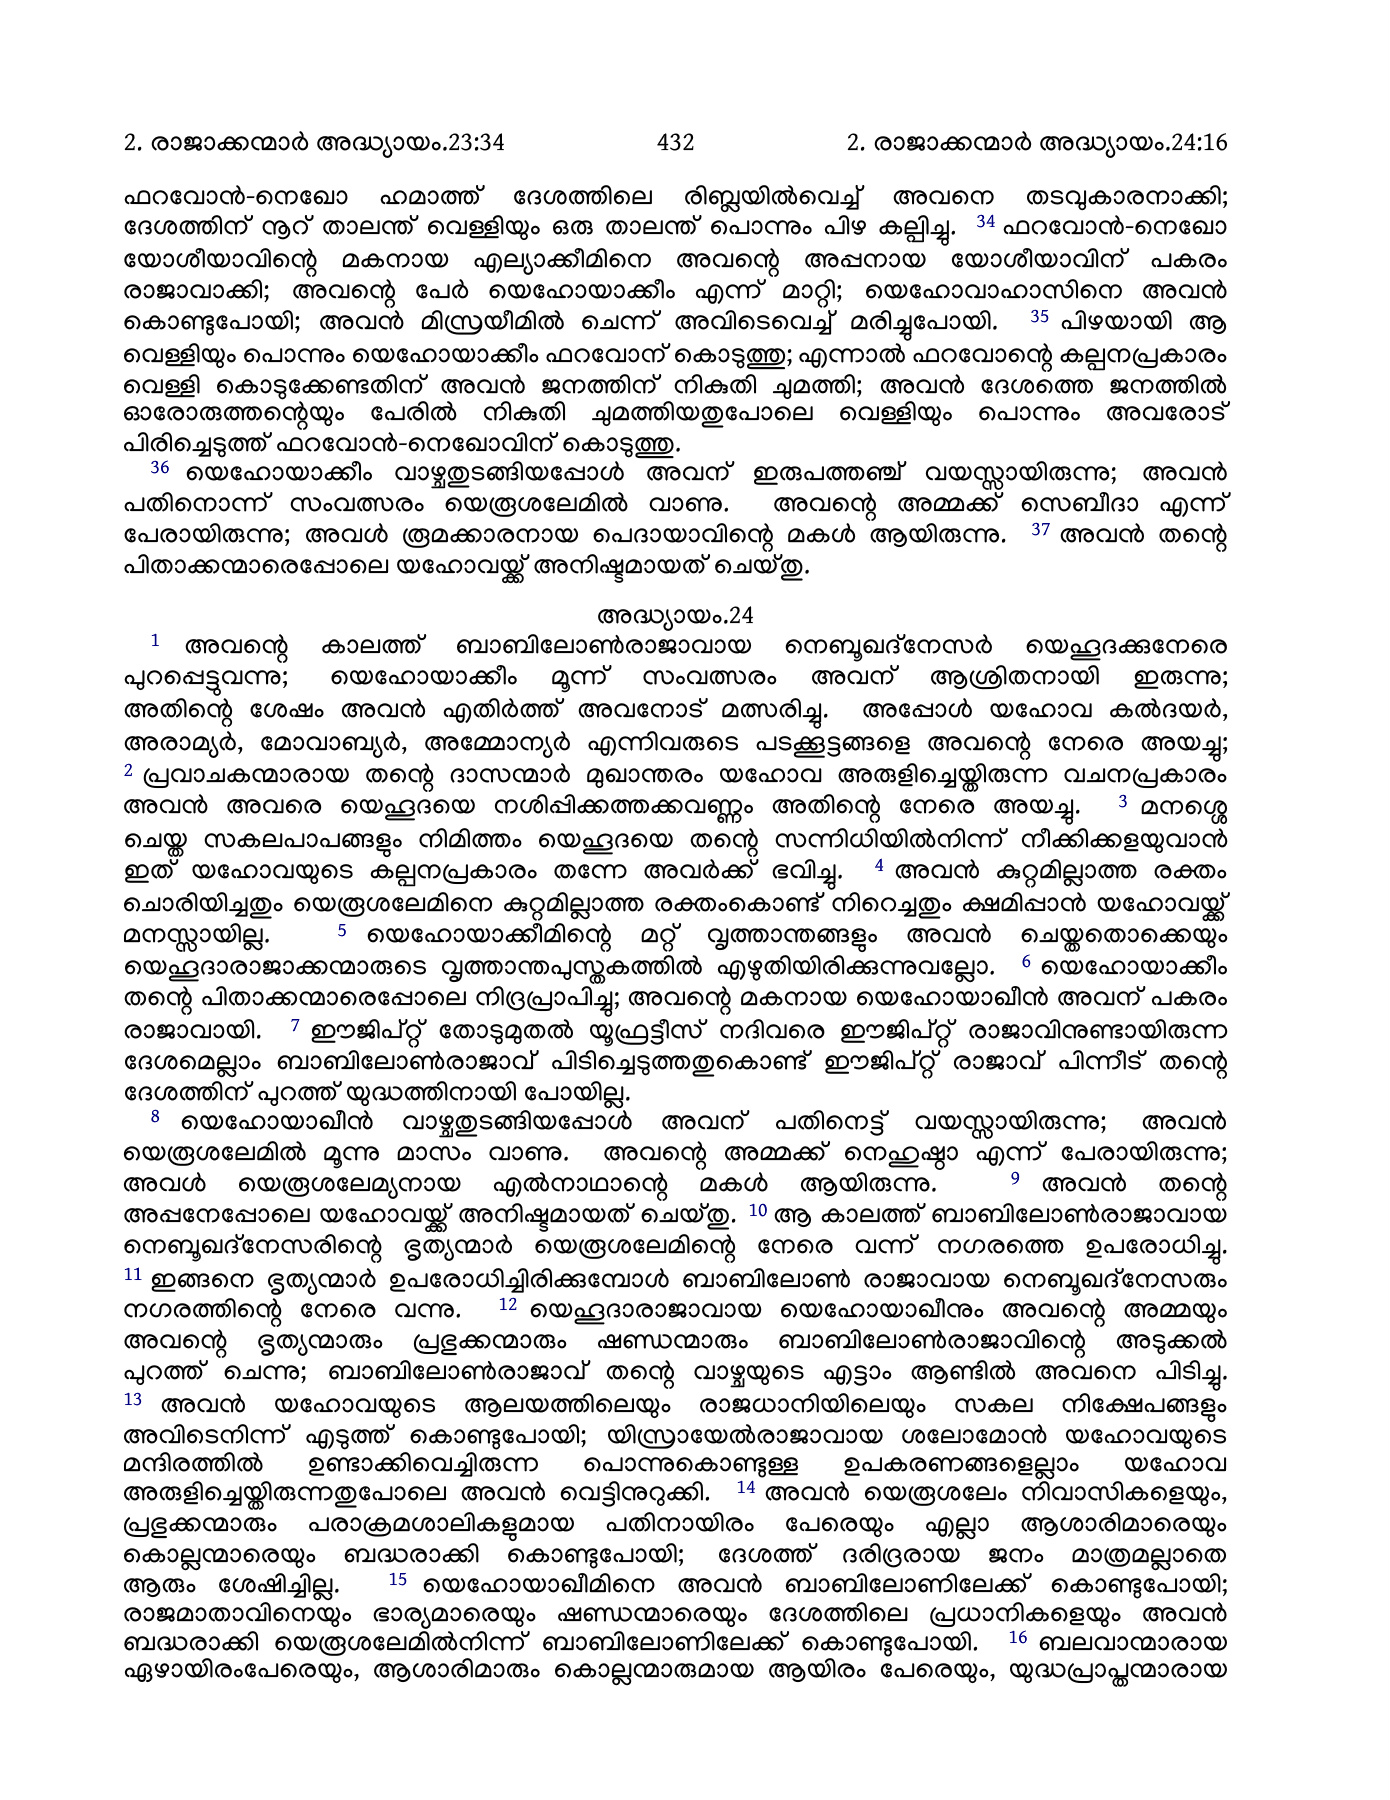 2. രാജാക്കന്മാർ അദ്ധ്യായം.23:34 432 2. രാജാക്കന്മാർ അദ്ധ്യായം.24:16
ഫറവോൻ-നെഖോ ഹമാത്ത് ദേശത്തിലെ രിബ്ലയിൽവെച്ച് അവനെ തടവുകാരനാക്കി;
ദേശത്തിന് നൂറ് താലന്ത് വെള്ളിയും ഒരു താലന്ത് പൊന്നും പിഴ കല്പിച്ചു. 34 ഫറവോൻ-നെഖോ
യോശീയാവിന്റെ മകനായ എല്യാക്കീമിനെ അവന്റെ അപ്പനായ യോശീയാവിന് പകരം
രാജാവാക്കി; അവന്റെ പേർ യെഹോയാക്കീം എന്ന് മാറ്റി; യെഹോവാഹാസിനെ അവൻ
കൊണ്ടുപോയി; അവൻ മിസ്രയീമിൽ ചെന്ന് അവിടെവെച്ച് മരിച്ചുപോയി. 35 പിഴയായി ആ
വെള്ളിയും പൊന്നും യെഹോയാക്കീം ഫറവോന് കൊടുത്തു; എന്നാൽ ഫറവോന്റെ കല്പനപ്രകാരം
വെള്ളി കൊടുക്കേണ്ടതിന് അവൻ ജനത്തിന് നികുതി ചുമത്തി; അവൻ ദേശത്തെ ജനത്തിൽ
ഓരോരുത്തന്റെയും പേരിൽ നികുതി ചുമത്തിയതുപോലെ വെള്ളിയും പൊന്നും അവരോട്
പിരിച്ചെടുത്ത് ഫറവോൻ-നെഖോവിന് കൊടുത്തു.
36 യെഹോയാക്കീം വാഴ്ചതുടങ്ങിയപ്പോൾ അവന് ഇരുപത്തഞ്ച് വയസ്സായിരുന്നു; അവൻ
പതിനൊന്ന് സംവത്സരം യെരൂശലേമിൽ വാണു. അവന്റെ അമ്മക്ക് സെബീദാ എന്ന്
പേരായിരുന്നു; അവൾ രൂമക്കാരനായ പെദായാവിന്റെ മകൾ ആയിരുന്നു. 37 അവൻ തന്റെ
പിതാക്കന്മാരെപ്പോലെ യഹോവയ്ക്ക് അനിഷ്ടമായത് ചെയ്തു.
അദ്ധ്യായം.24
1 അവന്റെ കാലത്ത് ബാബിലോൺരാജാവായ നെബൂഖദ്നേസർ യെഹൂദക്കുനേരെ
പുറപ്പെട്ടുവന്നു; യെഹോയാക്കീം മൂന്ന് സംവത്സരം അവന് ആശ്രിതനായി ഇരുന്നു;
അതിന്റെ ശേഷം അവൻ എതിർത്ത് അവനോട് മത്സരിച്ചു. അപ്പോൾ യഹോവ കൽദയർ,
അരാമ്യർ, മോവാബ്യർ, അമ്മോന്യർ എന്നിവരുടെ പടക്കൂട്ടങ്ങളെ അവന്റെ നേരെ അയച്ചു;
2 പ്രവാചകന്മാരായ തന്റെ ദാസന്മാർ മുഖാന്തരം യഹോവ അരുളിച്ചെയ്തിരുന്ന വചനപ്രകാരം
അവൻ അവരെ യെഹൂദയെ നശിപ്പിക്കത്തക്കവണ്ണം അതിന്റെ നേരെ അയച്ചു. 3 മനശ്ശെ
ചെയ്ത സകലപാപങ്ങളും നിമിത്തം യെഹൂദയെ തന്റെ സന്നിധിയിൽനിന്ന് നീക്കിക്കളയുവാൻ
ഇത് യഹോവയുടെ കല്പനപ്രകാരം തന്നേ അവർക്ക് ഭവിച്ചു. 4 അവൻ കുറ്റമില്ലാത്ത രക്തം
ചൊരിയിച്ചതും യെരൂശലേമിനെ കുറ്റമില്ലാത്ത രക്തംകൊണ്ട് നിറെച്ചതും ക്ഷമിപ്പാൻ യഹോവയ്ക്ക്
മനസ്സായില്ല. 5 യെഹോയാക്കീമിന്റെ മറ്റ് വൃത്താന്തങ്ങളും അവൻ ചെയ്തതൊക്കെയും
യെഹൂദാരാജാക്കന്മാരുടെ വൃത്താന്തപുസ്തകത്തിൽ എഴുതിയിരിക്കുന്നുവല്ലോ. 6 യെഹോയാക്കീം
തന്റെ പിതാക്കന്മാരെപ്പോലെ നിദ്രപ്രാപിച്ചു; അവന്റെ മകനായ യെഹോയാഖീൻ അവന് പകരം
രാജാവായി. 7 ഈജിപ്റ്റ് തോടുമുതൽ യൂഫ്രട്ടീസ് നദിവരെ ഈജിപ്റ്റ് രാജാവിനുണ്ടായിരുന്ന
ദേശമെല്ലാം ബാബിലോൺരാജാവ് പിടിച്ചെടുത്തതുകൊണ്ട് ഈജിപ്റ്റ് രാജാവ് പിന്നീട് തന്റെ
ദേശത്തിന് പുറത്ത് യുദ്ധത്തിനായി പോയില്ല.
8 യെഹോയാഖീൻ വാഴ്ചതുടങ്ങിയപ്പോൾ അവന് പതിനെട്ട് വയസ്സായിരുന്നു; അവൻ
യെരൂശലേമിൽ മൂന്നു മാസം വാണു. അവന്റെ അമ്മക്ക് നെഹുഷ്ഠാ എന്ന് പേരായിരുന്നു;
അവൾ യെരൂശലേമ്യനായ എൽനാഥാന്റെ മകൾ ആയിരുന്നു. 9 അവൻ തന്റെ
അപ്പനേപ്പോലെ യഹോവയ്ക്ക് അനിഷ്ടമായത് ചെയ്തു. 10 ആ കാലത്ത് ബാബിലോൺരാജാവായ
നെബൂഖദ്നേസരിന്റെ ഭൃത്യന്മാർ യെരൂശലേമിന്റെ നേരെ വന്ന് നഗരത്തെ ഉപരോധിച്ചു.
11 ഇങ്ങനെ ഭൃത്യന്മാർ ഉപരോധിച്ചിരിക്കുമ്പോൾ ബാബിലോൺ രാജാവായ നെബൂഖദ്നേസരും
നഗരത്തിന്റെ നേരെ വന്നു. 12 യെഹൂദാരാജാവായ യെഹോയാഖീനും അവന്റെ അമ്മയും
അവന്റെ ഭൃത്യന്മാരും പ്രഭുക്കന്മാരും ഷണ്ഡന്മാരും ബാബിലോൺരാജാവിന്റെ അടുക്കൽ
പുറത്ത് ചെന്നു; ബാബിലോൺരാജാവ് തന്റെ വാഴ്ചയുടെ എട്ടാം ആണ്ടിൽ അവനെ പിടിച്ചു.
13 അവൻ യഹോവയുടെ ആലയത്തിലെയും രാജധാനിയിലെയും സകല നിക്ഷേപങ്ങളും
അവിടെനിന്ന് എടുത്ത് കൊണ്ടുപോയി; യിസ്രായേൽരാജാവായ ശലോമോൻ യഹോവയുടെ
മന്ദിരത്തിൽ ഉണ്ടാക്കിവെച്ചിരുന്ന പൊന്നുകൊണ്ടുള്ള ഉപകരണങ്ങളെല്ലാം യഹോവ
അരുളിച്ചെയ്തിരുന്നതുപോലെ അവൻ വെട്ടിനുറുക്കി. 14 അവൻ യെരൂശലേം നിവാസികളെയും,
പ്രഭുക്കന്മാരും പരാക്രമശാലികളുമായ പതിനായിരം പേരെയും എല്ലാ ആശാരിമാരെയും
കൊല്ലന്മാരെയും ബദ്ധരാക്കി കൊണ്ടുപോയി; ദേശത്ത് ദരിദ്രരായ ജനം മാത്രമല്ലാതെ
ആരും ശേഷിച്ചില്ല. 15 യെഹോയാഖീമിനെ അവൻ ബാബിലോണിലേക്ക് കൊണ്ടുപോയി;
രാജമാതാവിനെയും ഭാര്യമാരെയും ഷണ്ഡന്മാരെയും ദേശത്തിലെ പ്രധാനികളെയും അവൻ
ബദ്ധരാക്കി യെരൂശലേമിൽനിന്ന് ബാബിലോണിലേക്ക് കൊണ്ടുപോയി. 16 ബലവാന്മാരായ
ഏഴായിരംപേരെയും, ആശാരിമാരും കൊല്ലന്മാരുമായ ആയിരം പേരെയും, യുദ്ധപ്രാപ്തന്മാരായ